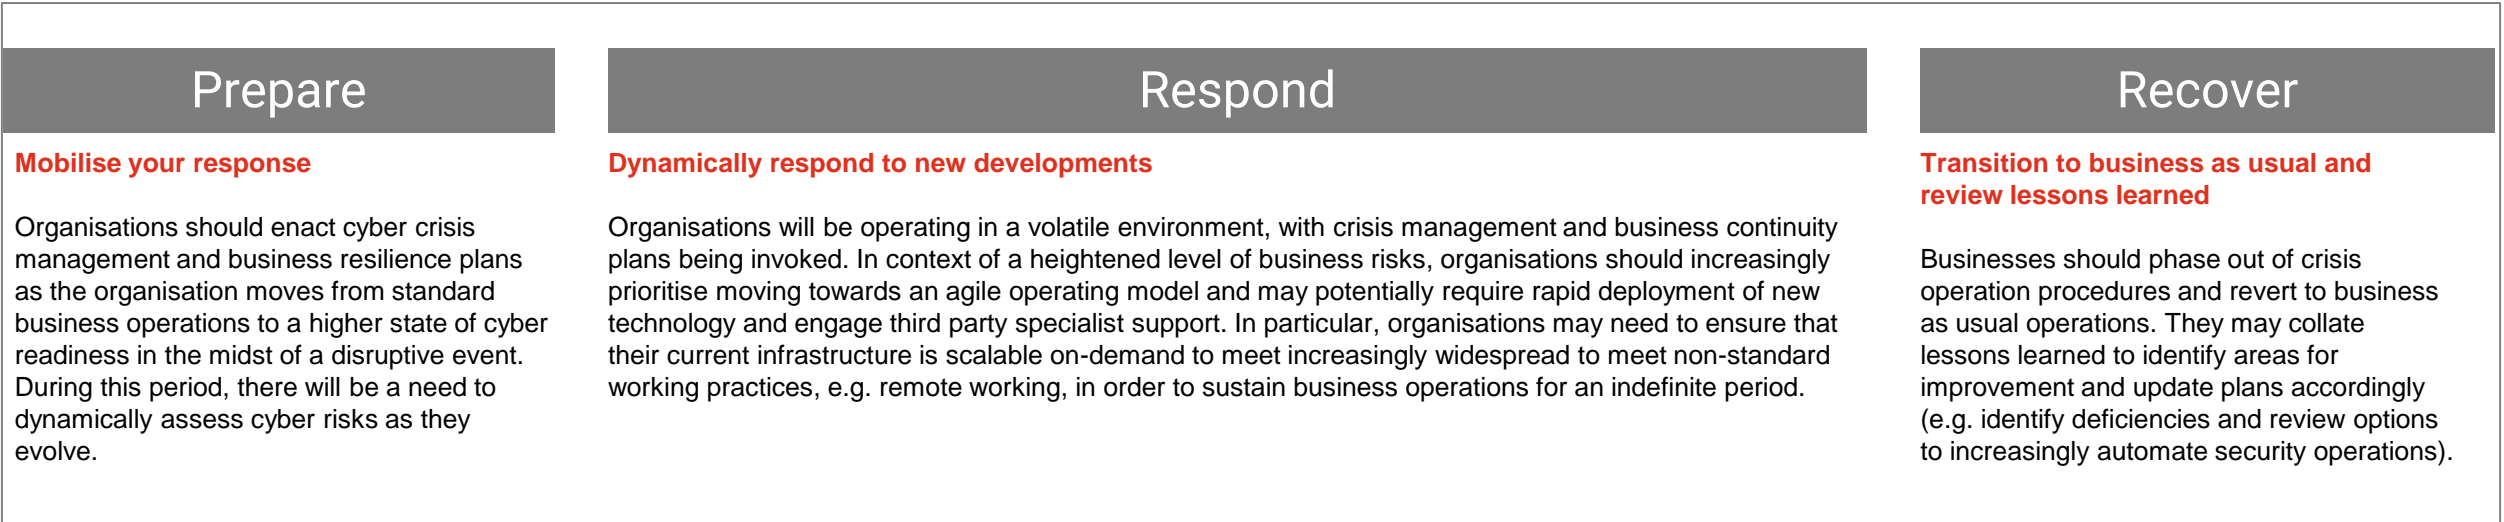 Prepare
Mobilise your response
Organisations should enact cyber crisis
management and business resilience plans
as the organisation moves from standard
business operations to a higher state of cyber
readiness in the midst of a disruptive event.
During this period, there will be a need to
dynamically assess cyber risks as they
evolve.
Respond
Dynamically respond to new developments
Organisations will be operating in a volatile environment, with crisis management and business continuity
plans being invoked. In context of a heightened level of business risks, organisations should increasingly
prioritise moving towards an agile operating model and may potentially require rapid deployment of new
technology and engage third party specialist support. In particular, organisations may need to ensure that
their current infrastructure is scalable on-demand to meet increasingly widespread to meet non-standard
working practices, e.g. remote working, in order to sustain business operations for an indefinite period.
Recover
Transition to business as usual and
review lessons learned
Businesses should phase out of crisis
operation procedures and revert to business
as usual operations. They may collate
lessons learned to identify areas for
improvement and update plans accordingly
(e.g. identify deficiencies and review options
to increasingly automate security operations).